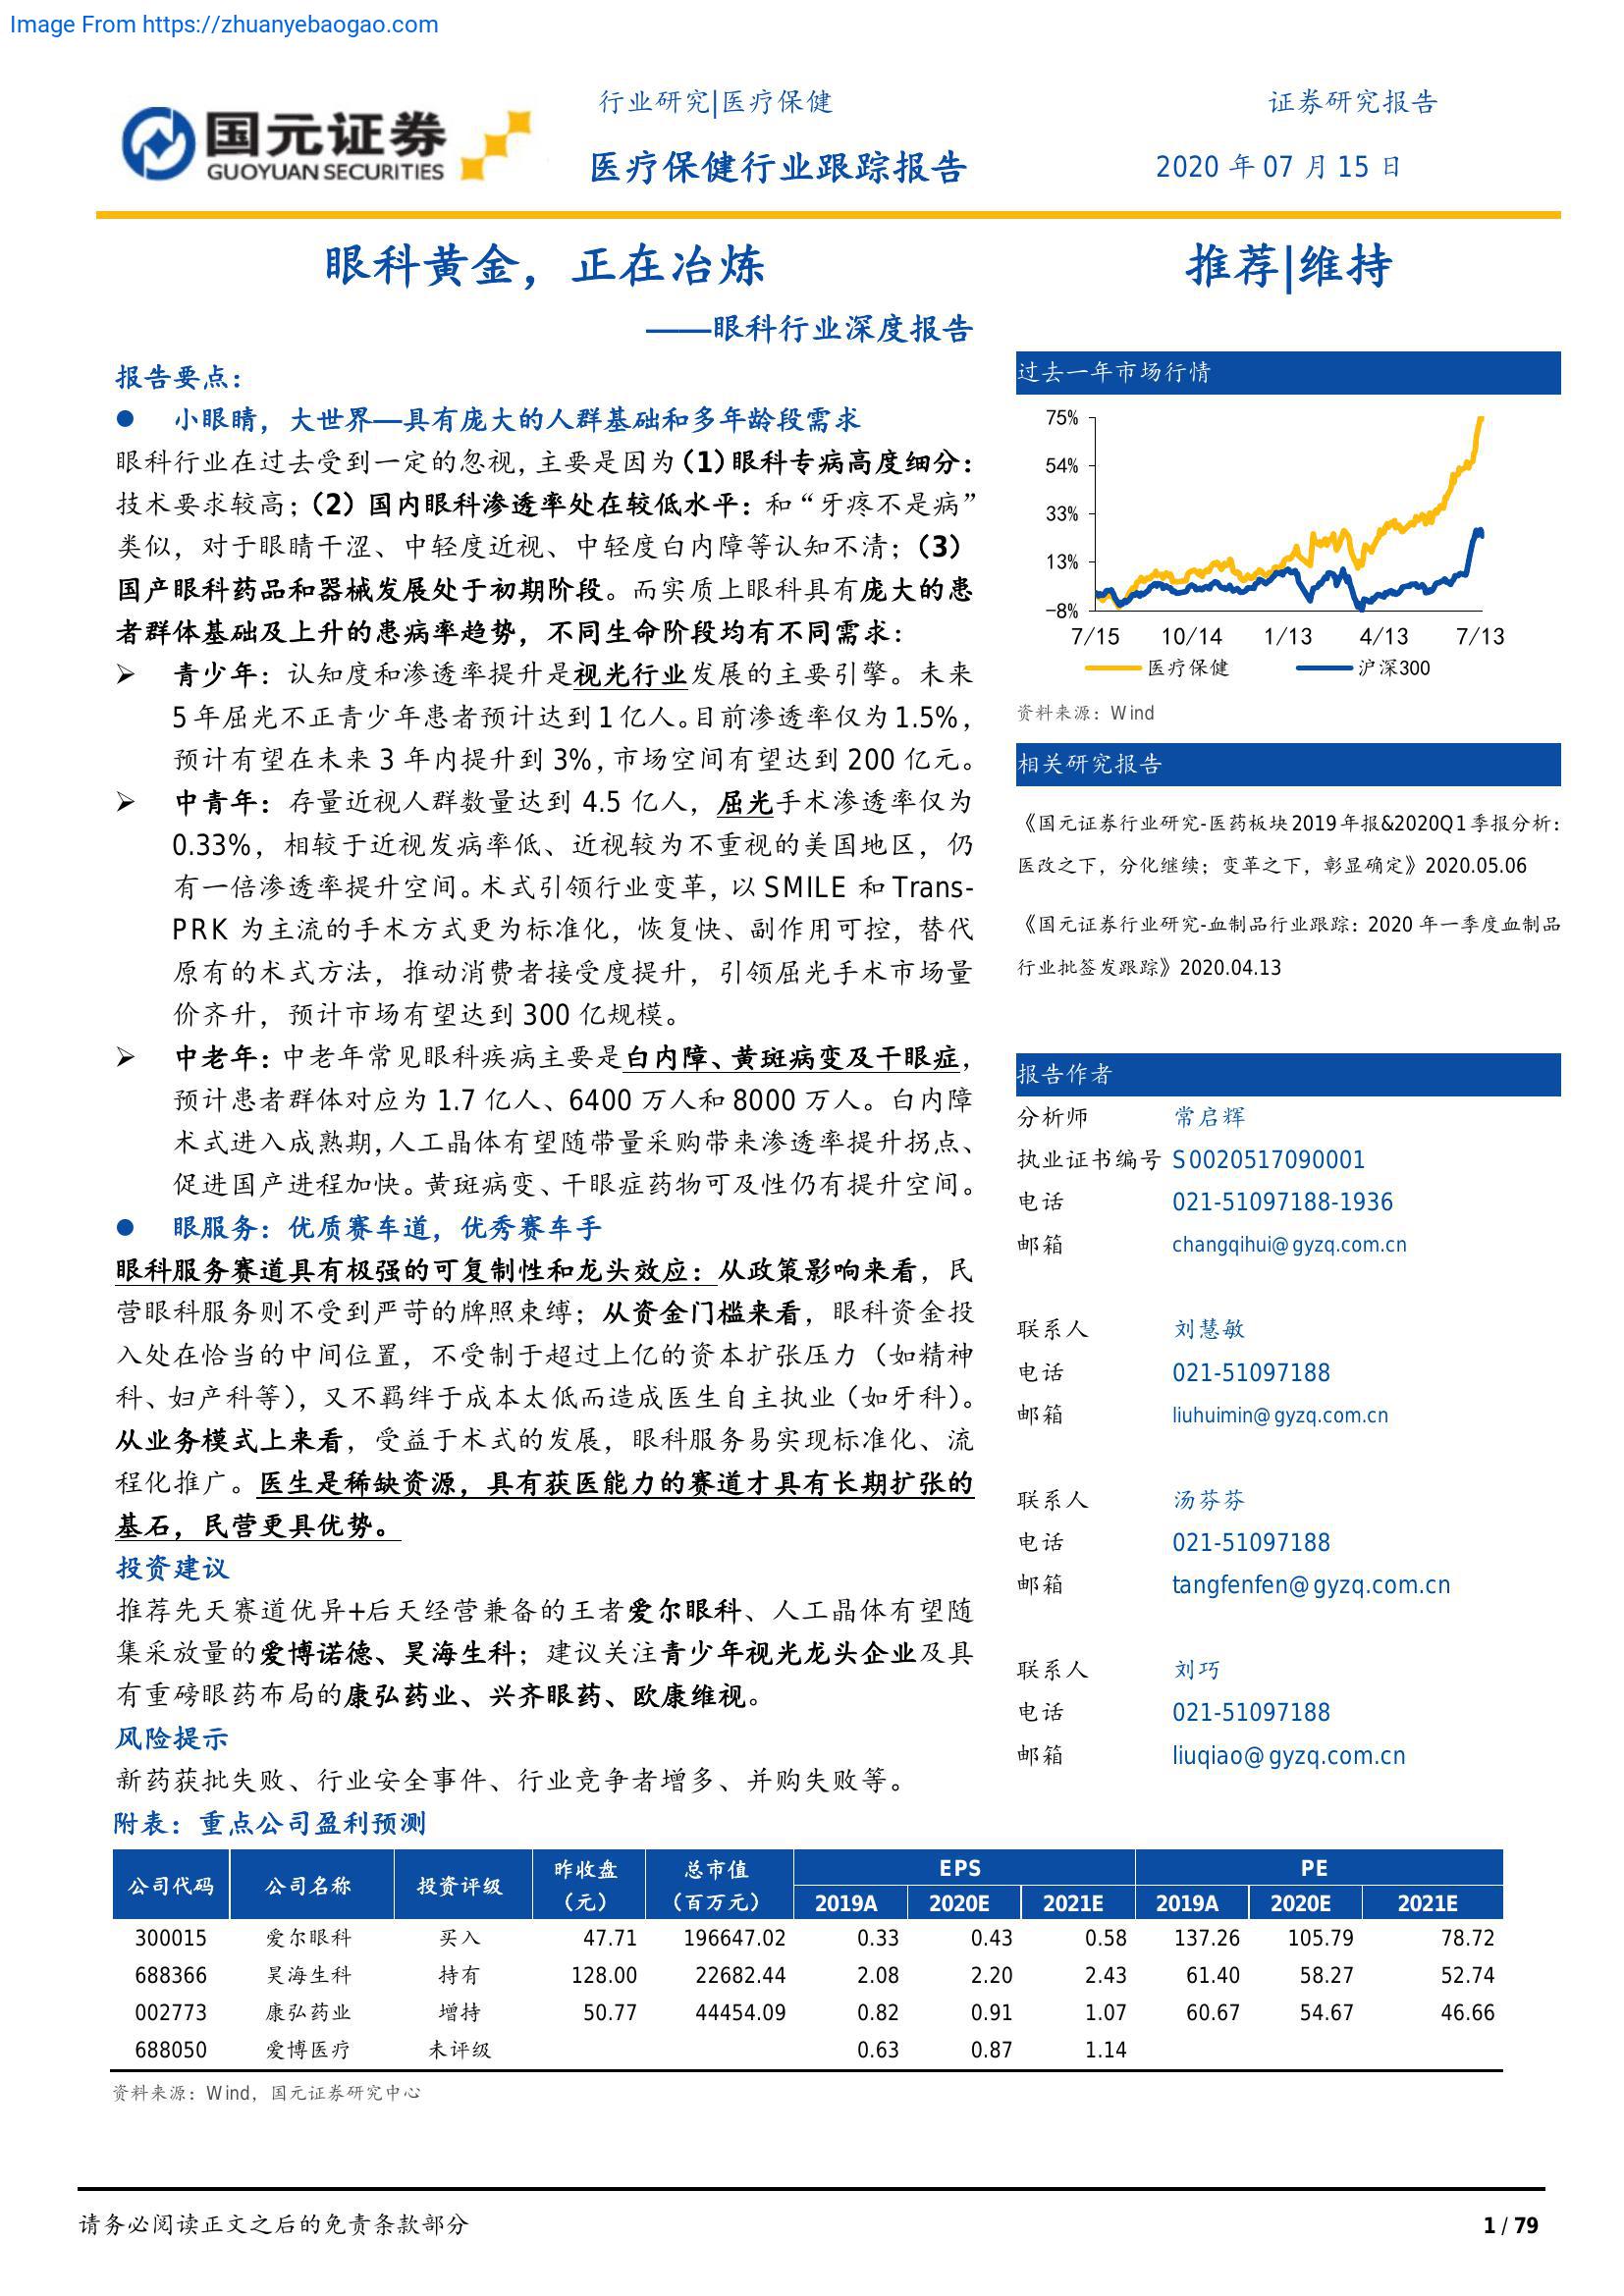 Image From https://zhuanyebaogao.com
国元证券
GUOYUAN SECURITIES
行业研究|医疗保健
证券研究报告
医疗保健行业跟踪报告
2020 年 07 月 15 日
眼科黄金，正在冶炼
推荐|维持
——眼科行业深度报告
报告要点：
● 小眼睛，大世界—具有庞大的人群基础和多年龄段需求
眼科行业在过去受到一定的忽视，主要是因为（1）眼科专病高度细分：
技术要求较高；（2）国内眼科渗透率处在较低水平：和“牙疼不是病”
类似，对于眼睛干涩、中轻度近视、中轻度白内障等认知不清；（3）
国产眼科药品和器械发展处于初期阶段。而实质上眼科具有庞大的患
者群体基础及上升的患病率趋势，不同生命阶段均有不同需求：
➢ 青少年：认知度和渗透率提升是视光行业发展的主要引擎。未来
5 年屈光不正青少年患者预计达到 1 亿人。目前渗透率仅为 1.5%，
预计有望在未来 3 年内提升到 3%，市场空间有望达到 200 亿元。
➢ 中青年：存量近视人群数量达到 4.5 亿人，屈光手术渗透率仅为
0.33%，相较于近视发病率低、近视较为不重视的美国地区，仍
有一倍渗透率提升空间。术式引领行业变革，以 SMILE 和 Trans-
PRK 为主流的手术方式更为标准化，恢复快、副作用可控，替代
原有的术式方法，推动消费者接受度提升，引领屈光手术市场量
价齐升，预计市场有望达到 300 亿规模。
➢ 中老年：中老年常见眼科疾病主要是白内障、黄斑病变及干眼症，
预计患者群体对应为 1.7 亿人、6400 万人和 8000 万人。白内障
术式进入成熟期，人工晶体有望随带量采购带来渗透率提升拐点、
促进国产进程加快。黄斑病变、干眼症药物可及性仍有提升空间。
● 眼服务：优质赛车道，优秀赛车手
眼科服务赛道具有极强的可复制性和龙头效应：从政策影响来看，民
营眼科服务则不受到严苛的牌照束缚；从资金门槛来看，眼科资金投
入处在恰当的中间位置，不受制于超过上亿的资本扩张压力（如精神
科、妇产科等），又不羁绊于成本太低而造成医生自主执业（如牙科）。
从业务模式上来看，受益于术式的发展，眼科服务易实现标准化、流
程化推广。医生是稀缺资源，具有获医能力的赛道才具有长期扩张的
基石，民营更具优势。
投资建议
推荐先天赛道优异+后天经营兼备的王者爱尔眼科、人工晶体有望随
集采放量的爱博诺德、昊海生科；建议关注青少年视光龙头企业及具
有重磅眼药布局的康弘药业、兴齐眼药、欧康维视。
风险提示
新药获批失败、行业安全事件、行业竞争者增多、并购失败等。
过去一年市场行情
75%
54%
33%
13%
-8%
7/15 10/14 1/13 4/13 7/13
医疗保健 沪深300
资料来源：Wind
相关研究报告
《国元证券行业研究-医药板块2019年报&2020Q1季报分析：
医改之下，分化继续；变革之下，彰显确定》2020.05.06
《国元证券行业研究-血制品行业跟踪：2020 年一季度血制品
行业批签发跟踪》2020.04.13
报告作者
分析师 常启辉
执业证书编号 S0020517090001
电话 021-51097188-1936
邮箱 changqihui@gyzq.com.cn
联系人 刘慧敏
电话 021-51097188
邮箱 liuhuimin@gyzq.com.cn
联系人 汤芬芬
电话 021-51097188
邮箱 tangfenfen@gyzq.com.cn
联系人 刘巧
电话 021-51097188
邮箱 liuqiao@gyzq.com.cn
附表：重点公司盈利预测
公司代码 公司名称 投资评级 昨收盘（元） 总市值（百万元） EPS PE
2019A 2020E 2021E 2019A 2020E 2021E
300015 爱尔眼科 买入 47.71 196647.02 0.33 0.43 0.58 137.26 105.79 78.72
688366 昊海生科 持有 128.00 22682.44 2.08 2.20 2.43 61.40 58.27 52.74
002773 康弘药业 增持 50.77 44454.09 0.82 0.91 1.07 60.67 54.67 46.66
688050 爱博医疗 未评级 0.63 0.87 1.14
资料来源：Wind，国元证券研究中心
请务必阅读正文之后的免责条款部分
1 / 79